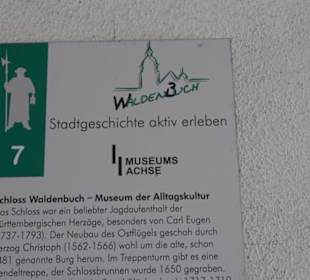 WALDENBUCH
Stadtgeschichte aktiv erleben
7
MUSEUMS
ACHSE
chloss Waldenbuch – Museum der Alltagskultur
as Schloss war ein beliebter Jagdaufenthalt der
ürttembergischen Herzöge, besonders von Carl Eugen
737-1793). Der Neubau des Ostflügels geschah durch
erzog Christoph (1562-1566) wohl um die alte, schon
381 genannte Burg herum. Im Treppenturm gibt es eine
endeltreppe, der Schlossbrunnen wurde 1650 gegraben.